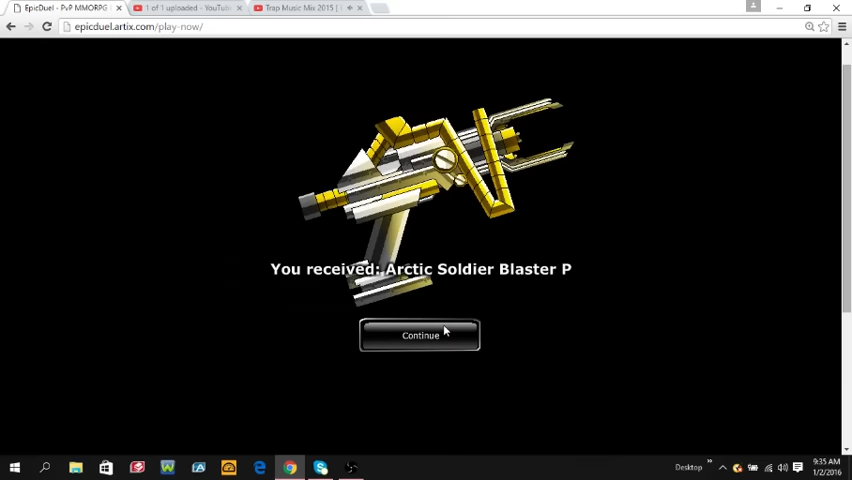 EpicDuel - PvP MMORPG
1 of 1 uploaded - YouTube
Trap Music Mix 2015 |
epicduel.artix.com/play-now/
You received: Arctic Soldier Blaster P
Continue
Desktop
9:35 AM
1/2/2016